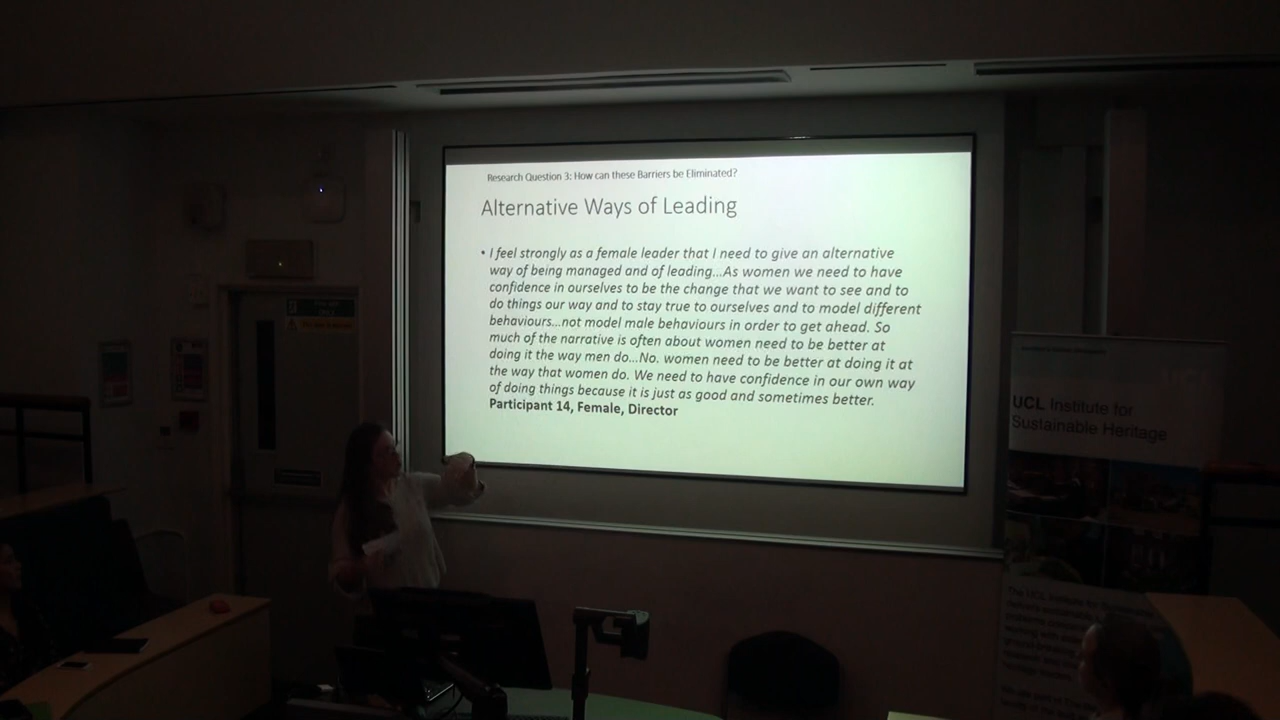 Research Question 3: How can these Barriers be Eliminated?
Alternative Ways of Leading
• I feel strongly as a female leader that I need to give an alternative
way of being managed and of leading...As women we need to have
confidence in ourselves to be the change that we want to see and to
do things our way and to stay true to ourselves and to model different
behaviours...not model male behaviours in order to get ahead. So
much of the narrative is often about women need to be better at
doing it the way men do...No. women need to be better at doing it at
the way that women do. We need to have confidence in our own way
of doing things because it is just as good and sometimes better.
Participant 14, Female, Director
UCL Institute for
Sustainable Heritage
The UCL Institute for